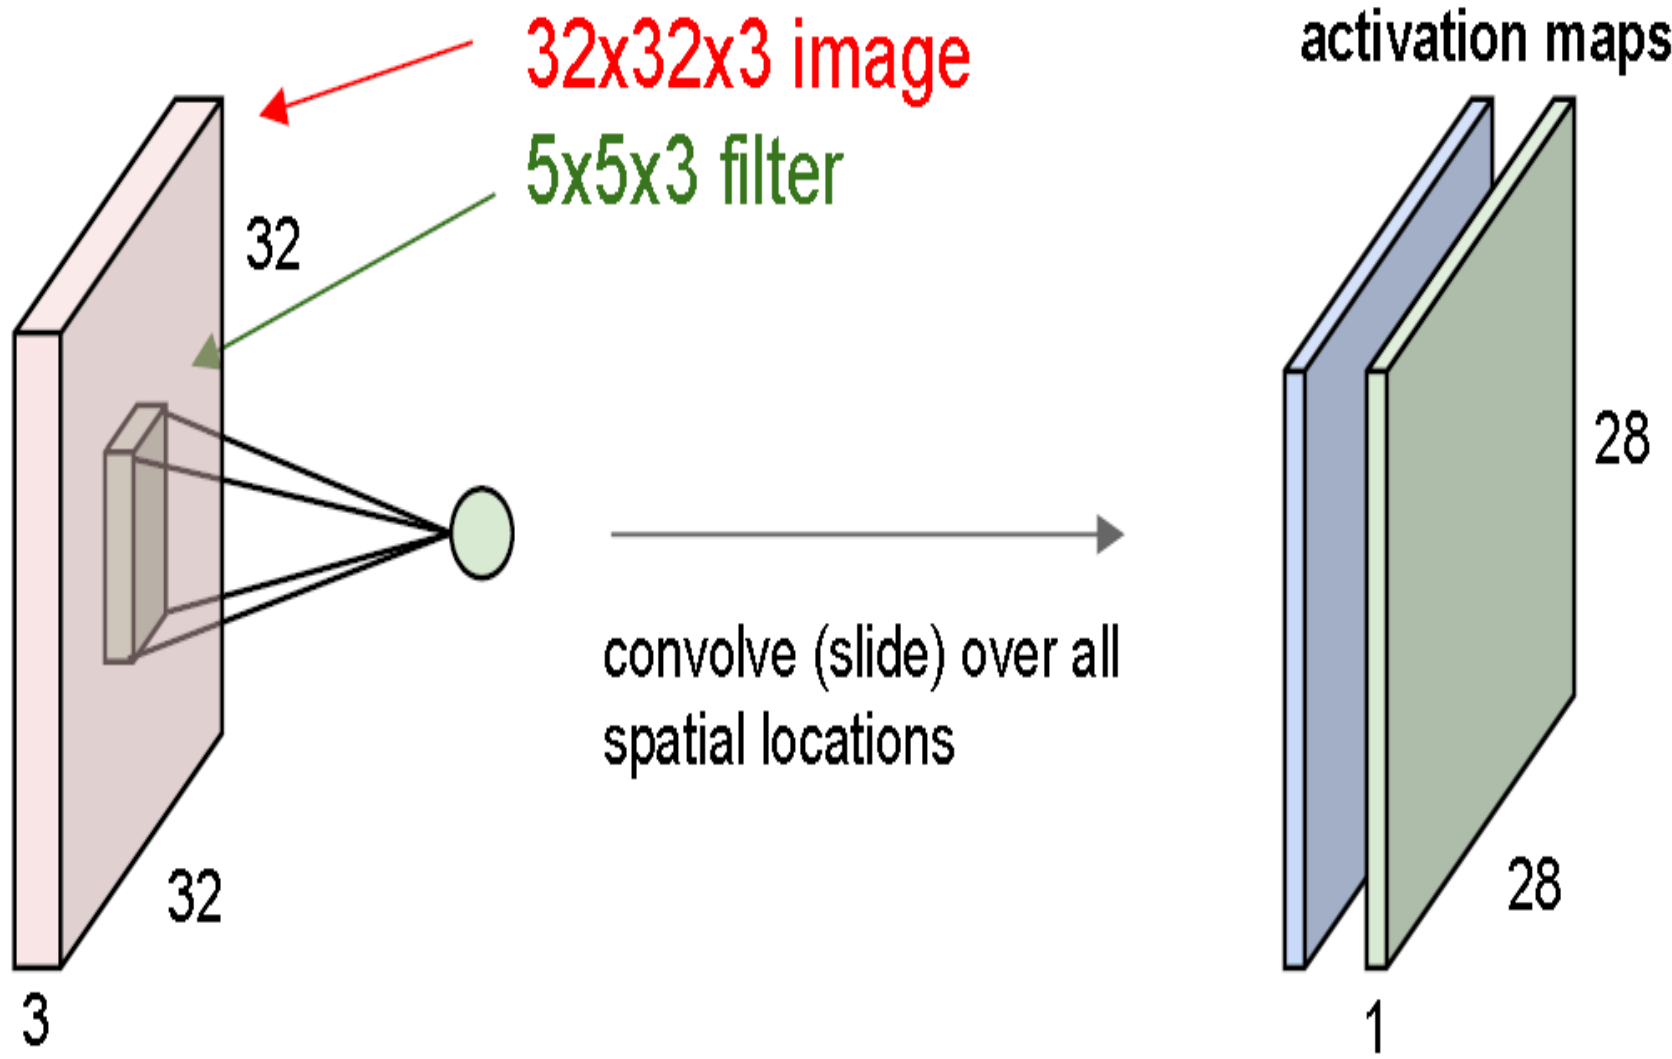 32x32x3 image
activation maps
5x5x3 filter
32
28
convolve (slide) over all
spatial locations
32
28
3
1